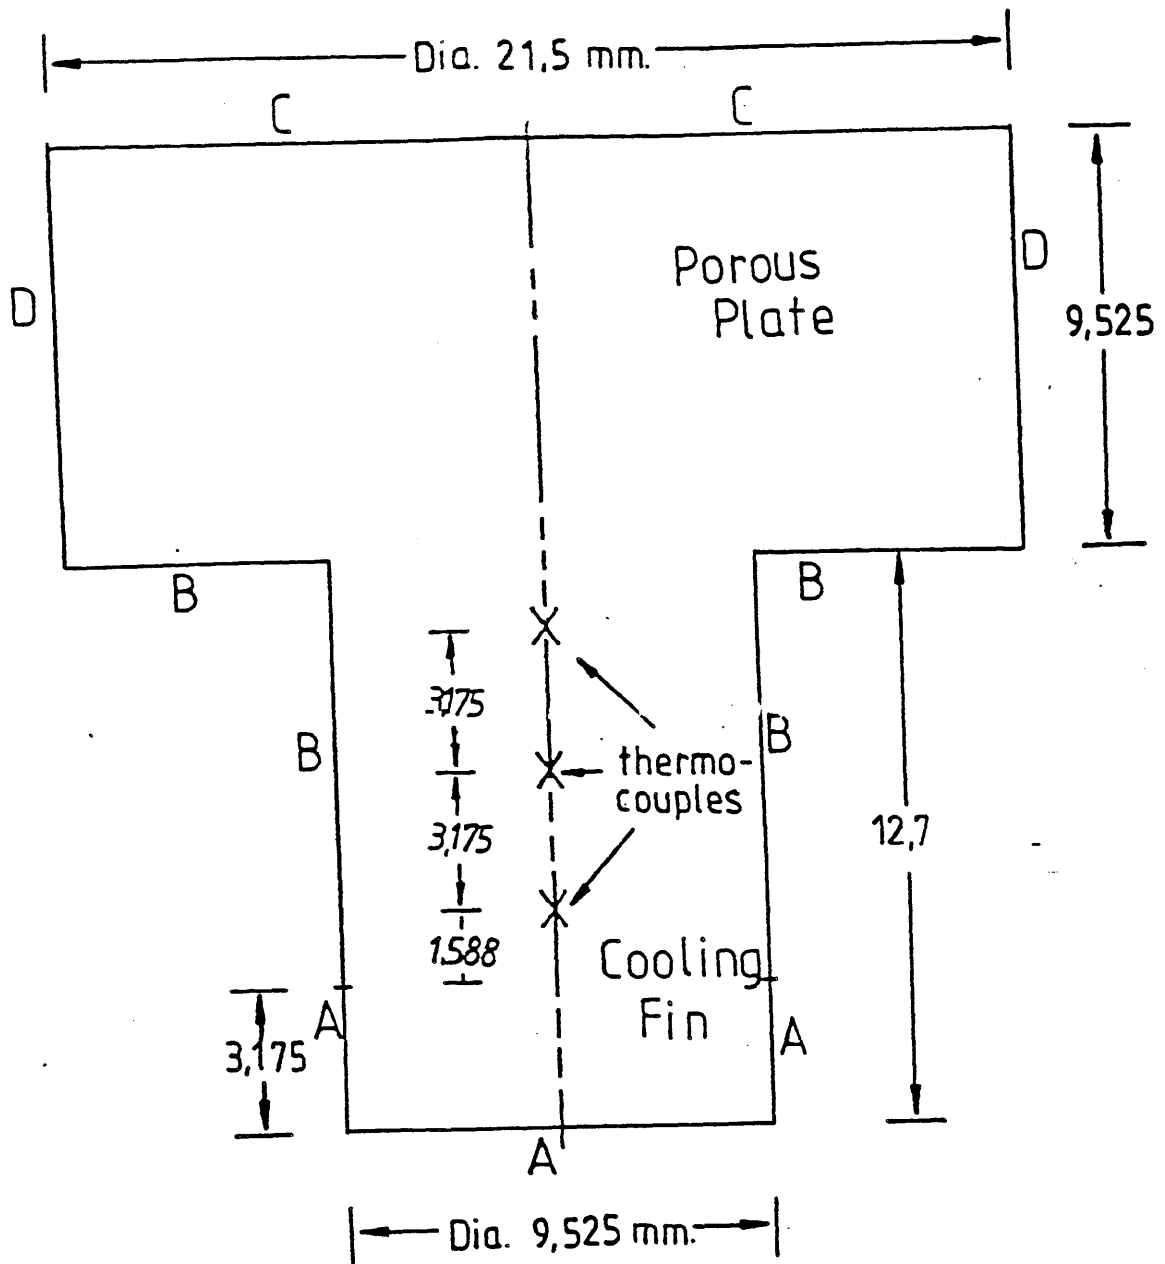 Dia. 21,5 mm.
C
C
D
Porous
Plate
D
9,525
B
B
3,175
B
B
thermo-
couples
3,175
12,7
1.588
Cooling
Fin
A
A
3,175
A
Dia. 9,525 mm.